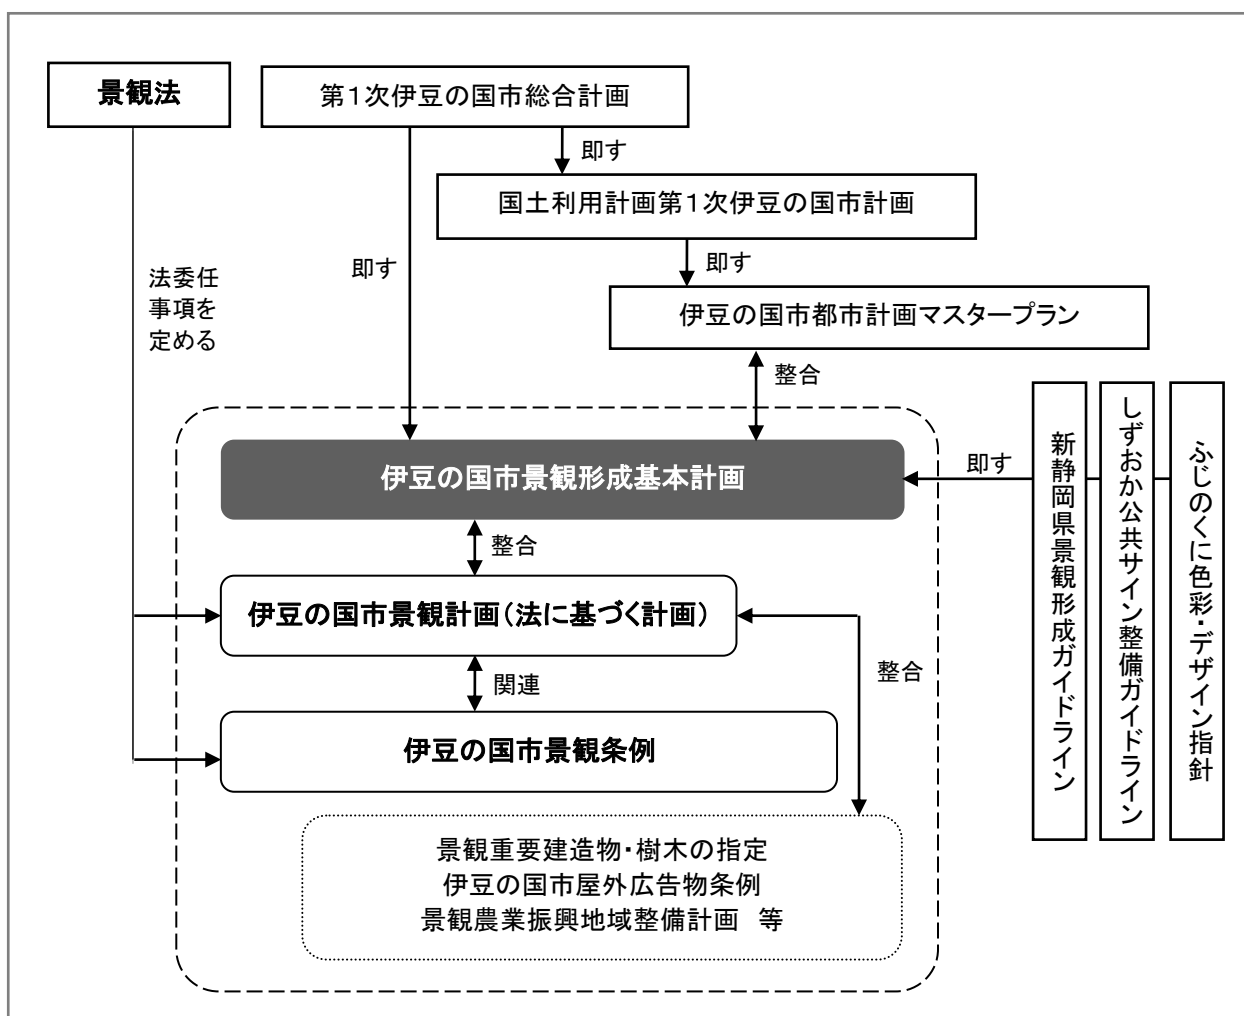 景観法
第1次伊豆の国市総合計画
即す
国土利用計画第1次伊豆の国市計画
即す
即す
法委任
事項を
定める
伊豆の国市都市計画マスタープラン
整合
伊豆の国市景観形成基本計画
即す
新静岡県景観形成ガイドライン
しずおか公共サイン整備ガイドライン
ふじのくに色彩・デザイン指針
整合
伊豆の国市景観計画（法に基づく計画）
整合
関連
伊豆の国市景観条例
景観重要建造物・樹木の指定
伊豆の国市屋外広告物条例
景観農業振興地域整備計画　等